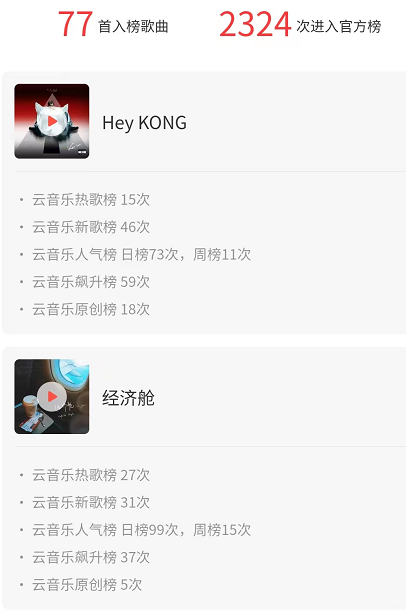 77 首入榜歌曲 2324 次进入官方榜
Hey KONG
· 云音乐热歌榜 15次
· 云音乐新歌榜 46次
· 云音乐人气榜 日榜73次，周榜11次
· 云音乐飙升榜 59次
· 云音乐原创榜 18次
经济舱
· 云音乐热歌榜 27次
· 云音乐新歌榜 31次
· 云音乐人气榜 日榜99次，周榜15次
· 云音乐飙升榜 37次
· 云音乐原创榜 5次